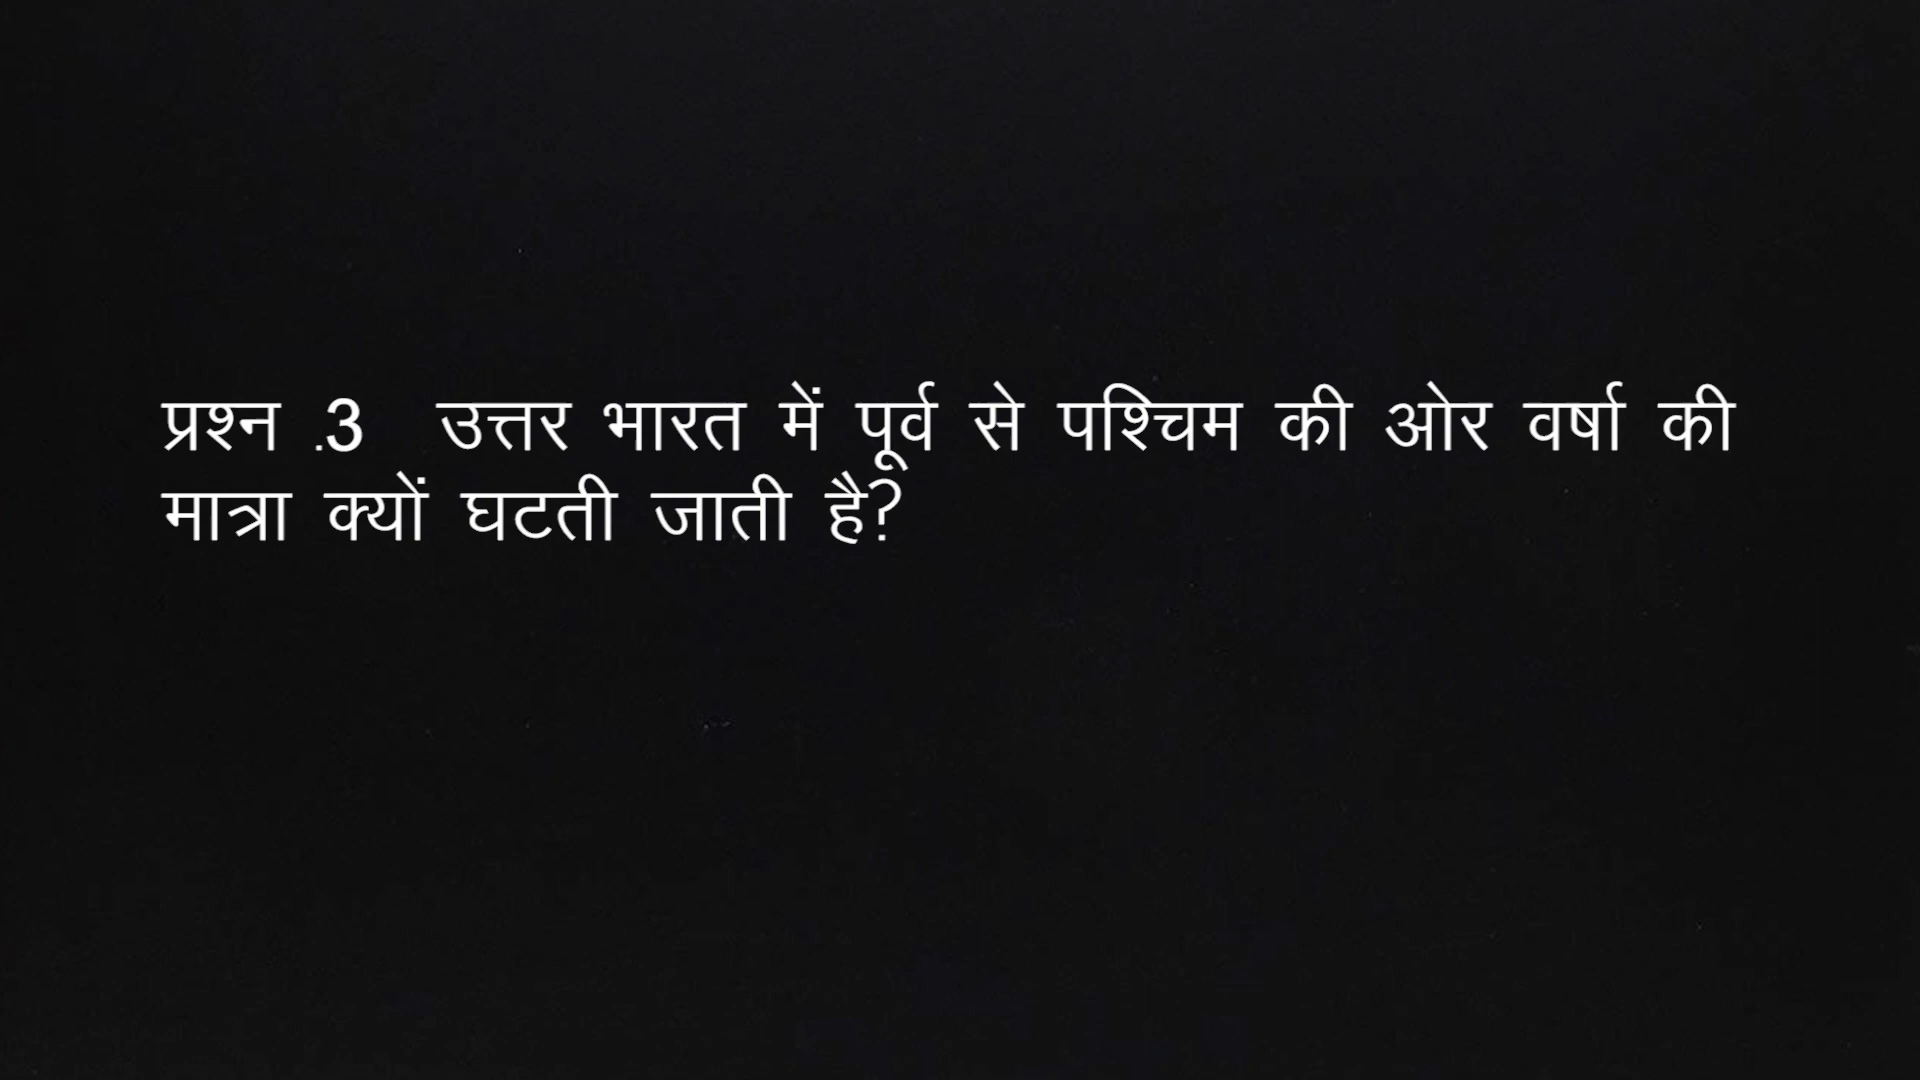 प्रश्न .3 उत्तर भारत में पूर्व से पश्चिम की ओर वर्षा की
मात्रा क्यों घटती जाती है?